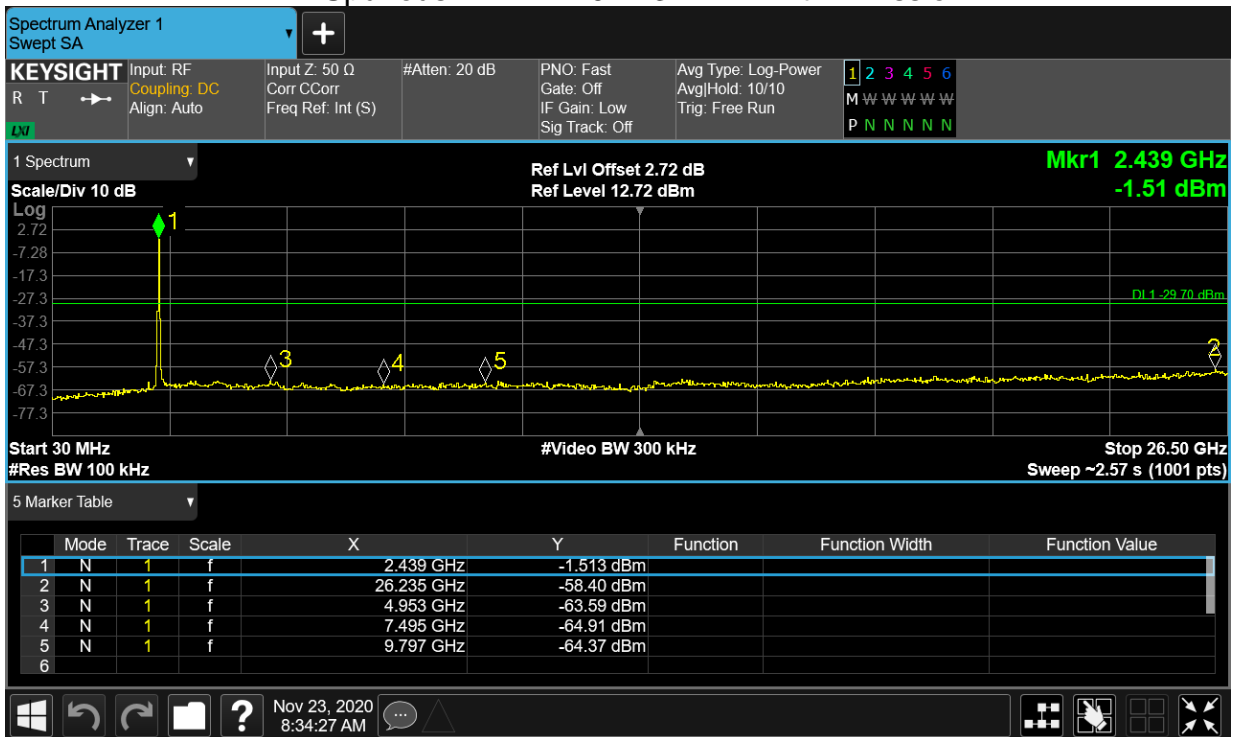 Spectrum Analyzer 1
Swept SA
KEYSIGHT Input: RF Input Z: 50 Ω #Atten: 20 dB PNO: Fast Avg Type: Log-Power 1 2 3 4 5 6
R T Coupling: DC Corr CCorr Gate: Off Avg|Hold: 10/10 M W W W W W
Align: Auto Freq Ref: Int (S) IF Gain: Low Trig: Free Run
LXI Sig Track: Off P N N N N N
1 Spectrum Ref Lvl Offset 2.72 dB Mkr1 2.439 GHz
Scale/Div 10 dB Ref Level 12.72 dBm -1.51 dBm
Log
1
2.72
-7.28
-17.3
-27.3 DL1 -29.70 dBm
-37.3
-47.3 2
3 4 5
-57.3
-67.3
-77.3
Start 30 MHz #Video BW 300 kHz Stop 26.50 GHz
#Res BW 100 kHz Sweep ~2.57 s (1001 pts)
5 Marker Table
Mode Trace Scale X Y Function Function Width Function Value
1 N 1 f 2.439 GHz -1.513 dBm
2 N 1 f 26.235 GHz -58.40 dBm
3 N 1 f 4.953 GHz -63.59 dBm
4 N 1 f 7.495 GHz -64.91 dBm
5 N 1 f 9.797 GHz -64.37 dBm
6
? Nov 23, 2020
8:34:27 AM